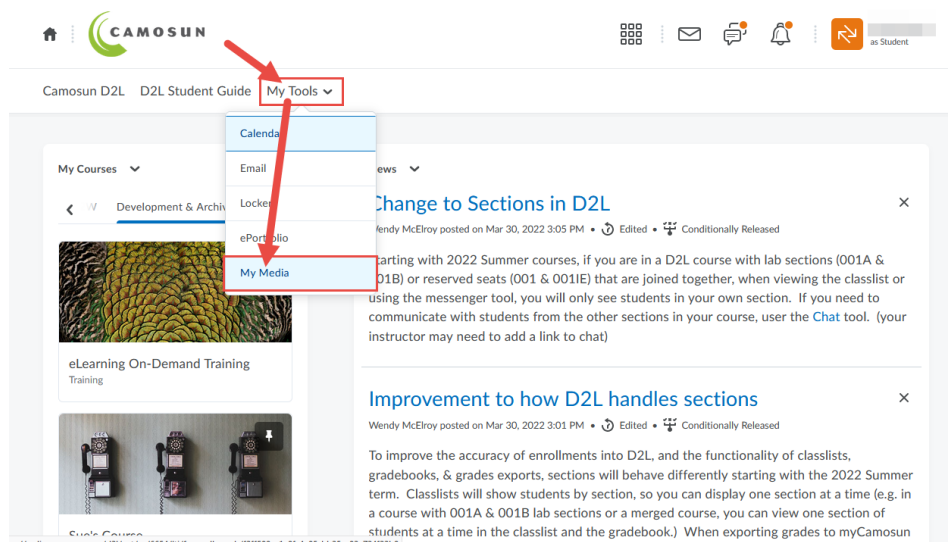 CAMOSUN
as Student
Camosun D2L D2L Student Guide My Tools
Calendar
Email
Locker
ePortfolio
My Media
My Courses
Development & Archiv
eLearning On-Demand Training
Training
Sue's Course
ews
Change to Sections in D2L
Wendy McElroy posted on Mar 30, 2022 3:05 PM • Edited • Conditionally Released
tarting with 2022 Summer courses, if you are in a D2L course with lab sections (001A &
001B) or reserved seats (001 & 001IE) that are joined together, when viewing the classlist or
using the messenger tool, you will only see students in your own section. If you need to
communicate with students from the other sections in your course, user the Chat tool. (your
instructor may need to add a link to chat)
Improvement to how D2L handles sections
Wendy McElroy posted on Mar 30, 2022 3:01 PM • Edited • Conditionally Released
To improve the accuracy of enrollments into D2L, and the functionality of classlists,
gradebooks, & grades exports, sections will behave differently starting with the 2022 Summer
term. Classlists will show students by section, so you can display one section at a time (e.g. in
a course with 001A & 001B lab sections or a merged course, you can view one section of
students at a time in the classlist and the gradebook.) When exporting grades to myCamosun